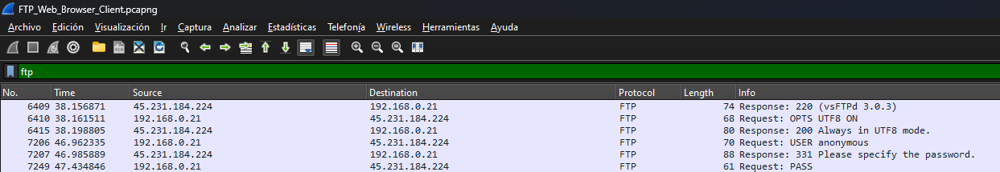 FTP_Web_Browser_Client.pcapng
Archivo Edición Visualización Ir Captura Analizar Estadísticas Telefonía Wireless Herramientas Ayuda
ftp
No. Time Source Destination Protocol Length Info
6409 38.156871 45.231.184.224 192.168.0.21 FTP 74 Response: 220 (vsFTPd 3.0.3)
6410 38.161511 192.168.0.21 45.231.184.224 FTP 68 Request: OPTS UTF8 ON
6415 38.198805 45.231.184.224 192.168.0.21 FTP 80 Response: 200 Always in UTF8 mode.
7206 46.962335 192.168.0.21 45.231.184.224 FTP 70 Request: USER anonymous
7207 46.985889 45.231.184.224 192.168.0.21 FTP 88 Response: 331 Please specify the password.
7249 47.434846 192.168.0.21 45.231.184.224 FTP 61 Request: PASS